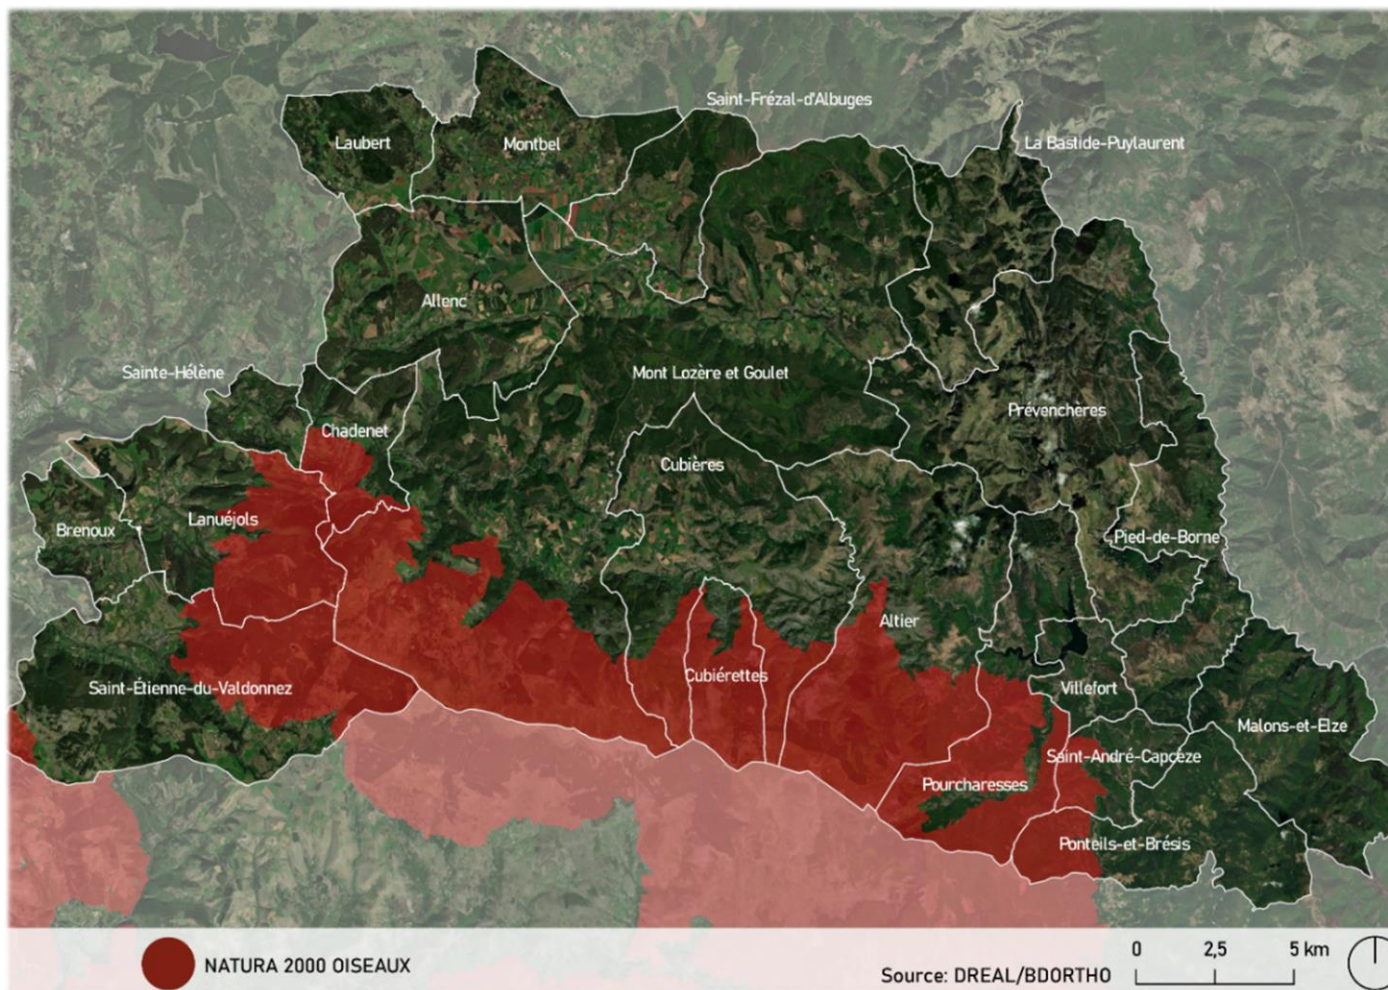 Saint-Frézal-d'Albuges
Laubert
Montbel
La Bastide-Puylaurent
Allenc
Sainte-Hélène
Mont Lozère et Goulet
Prévencheres
Chadenet
Cubières
Lanuéjols
Brenoux
Pied-de-Borne
Altier
Cubiérettes
Saint-Étienne-du-Valdonnez
Villefort
Malons-et-Elze
Saint-André-Capcèze
Pourcharesses
Ponteils-et-Brésis
0 2,5 5 km
NATURA 2000 OISEAUX
Source: DREAL/BDORTHO